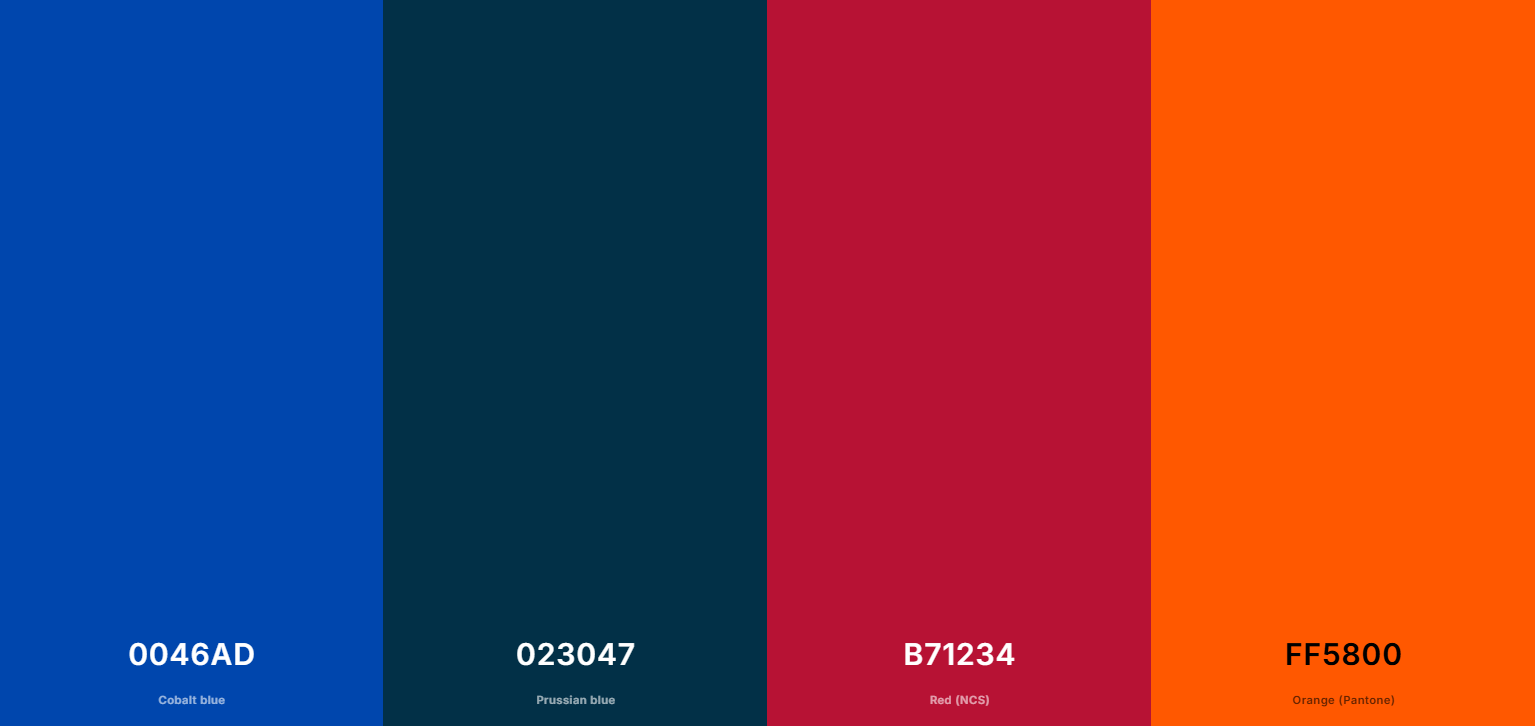 0046AD
Cobalt blue
023047
Prussian blue
B71234
Red (NCS)
FF5800
Orange (Pantone)